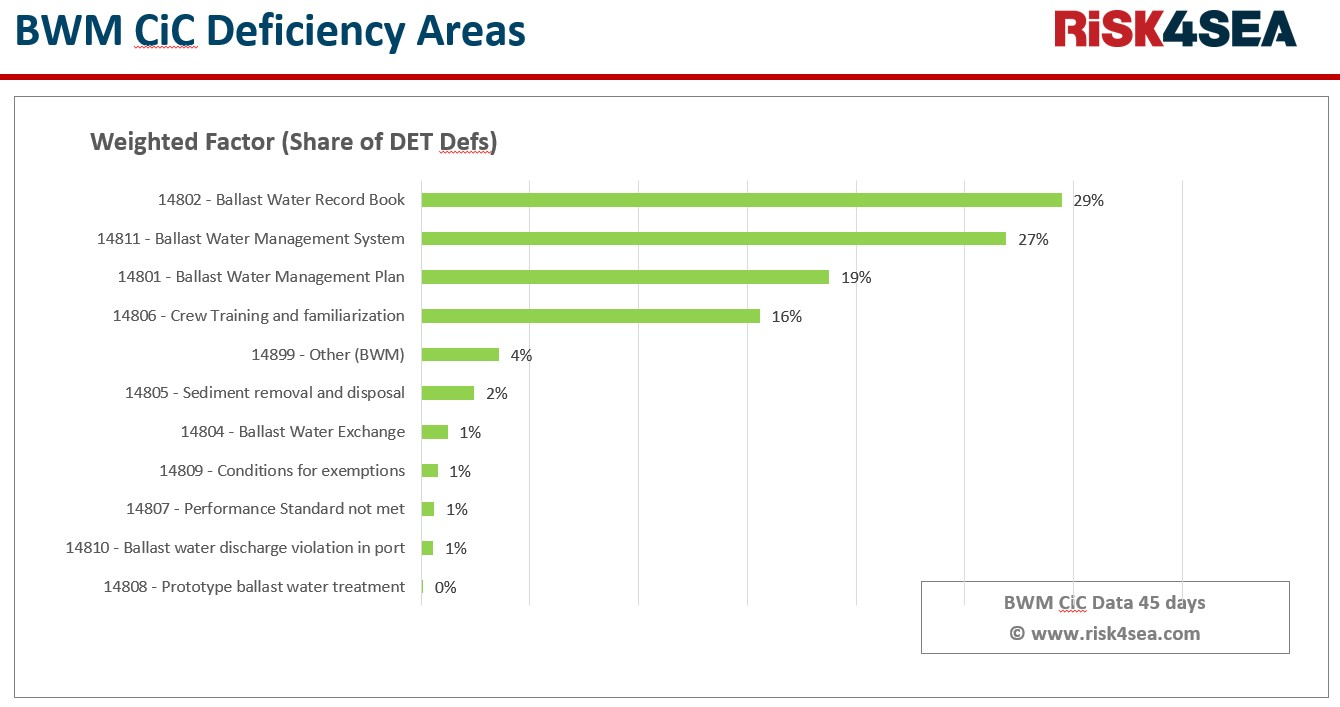 BWM CiC Deficiency Areas
RiSK4SEA
Weighted Factor (Share of DET Defs)
14802 - Ballast Water Record Book 29%
14811 - Ballast Water Management System 27%
14801 - Ballast Water Management Plan 19%
14806 - Crew Training and familiarization 16%
14899 - Other (BWM) 4%
14805 - Sediment removal and disposal 2%
14804 - Ballast Water Exchange 1%
14809 - Conditions for exemptions 1%
14807 - Performance Standard not met 1%
14810 - Ballast water discharge violation in port 1%
14808 - Prototype ballast water treatment 0%
BWM CiC Data 45 days
© www.risk4sea.com